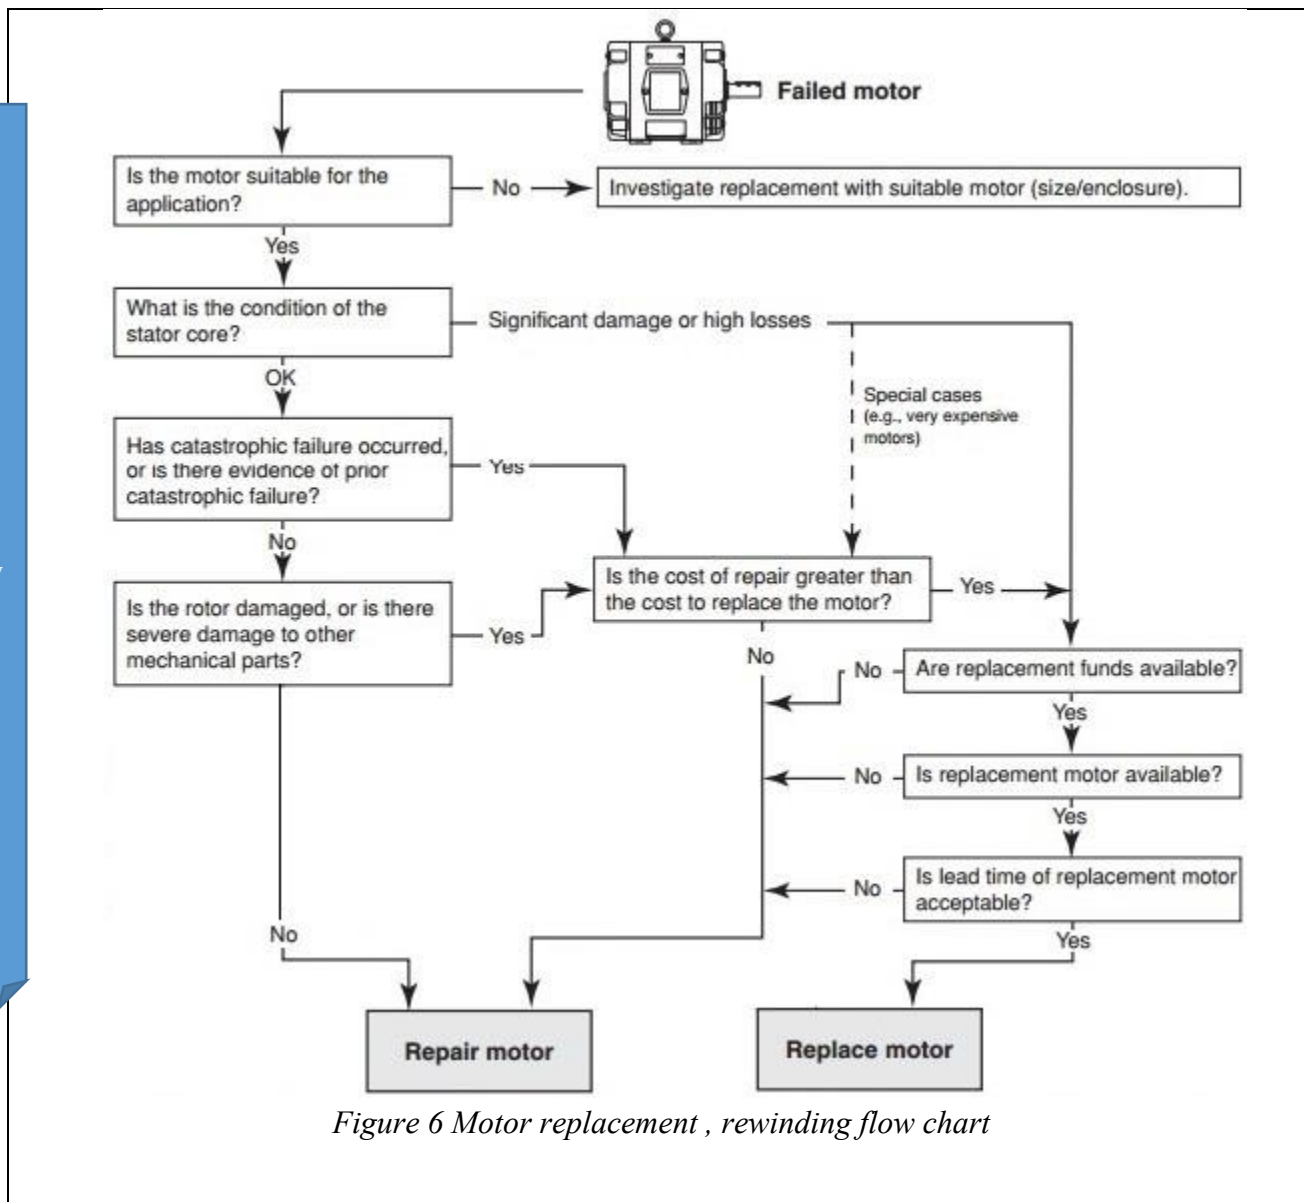 Failed motor
Is the motor suitable for the
application?
No
Investigate replacement with suitable motor (size/enclosure).
Yes
What is the condition of the
stator core?
Significant damage or high losses
OK
Special cases
(e.g., very expensive
motors)
Has catastrophic failure occurred,
or is there evidence of prior
catastrophic failure?
Yes
No
Is the cost of repair greater than
the cost to replace the motor?
Yes
Is the rotor damaged, or is there
severe damage to other
mechanical parts?
Yes
No
No
Are replacement funds available?
Yes
No
Is replacement motor available?
Yes
No
Is lead time of replacement motor
acceptable?
No
Yes
Repair motor
Replace motor
Figure 6 Motor replacement , rewinding flow chart